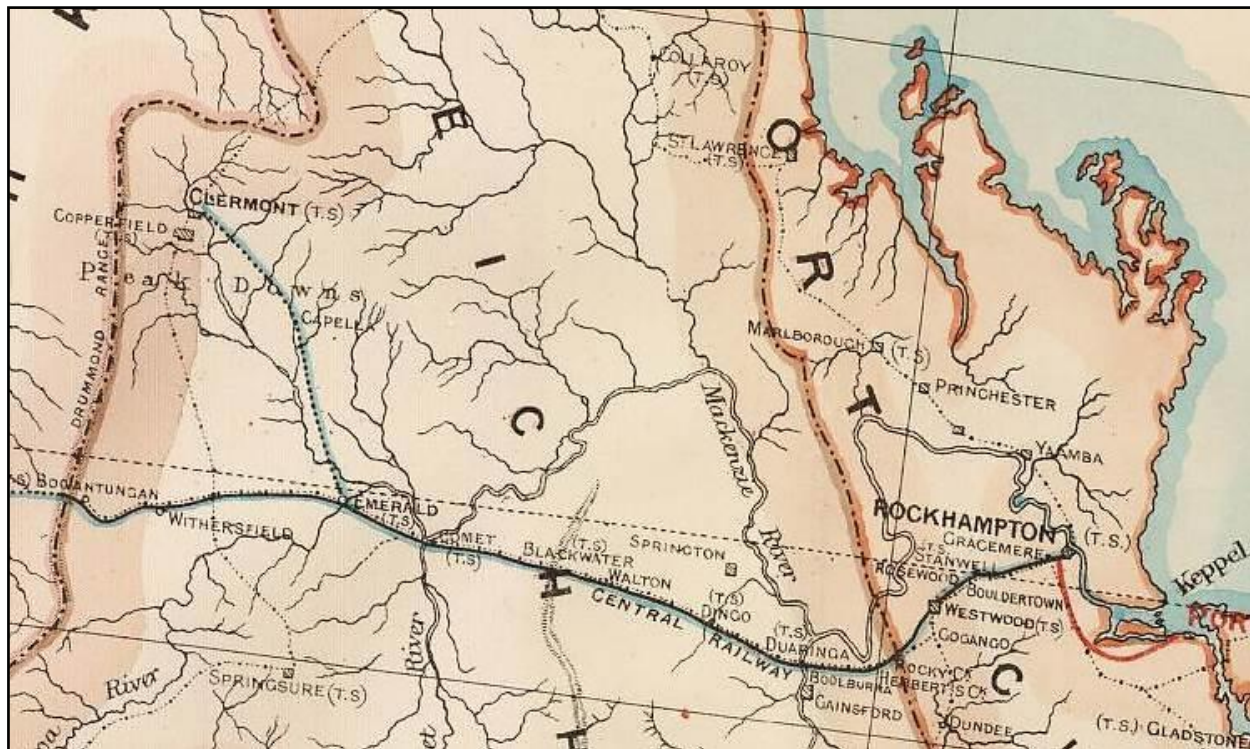 COLLAROY
(T.S)
ST LAWRENCE
(T.S)
CLERMONT (T.S)
COPPERFIELD
(T.S)
Peak Downs
DRUMMOND RANGE
CAPELLA
MARLBOROUGH (T.S)
PRINCHESTER
YAAMBA
Mackenzie River
BOGANTUNGAN
WITHERSFIELD
EMERALD
(T.S)
COMET
(T.S)
BLACKWATER
(T.S)
SPRINGTON
WALTON
(T.S)
DINGO
(T.S)
DUARINGA
CENTRAL RAILWAY
ROCKHAMPTON
(T.S.)
GRACEMERE
(T.S.
STANWELL
ROSEWOOD
BOULDERTOWN
WESTWOOD (T.S)
GOGANGO
ROCKY CK
HERBERT'S CK
BOOLBURRA
GAINSFORD
DUNDEE
(T.S.) GLADSTONE
Keppel
SPRINGSURE (T.S)
River
River
E
I
C
H
O
R
T
C